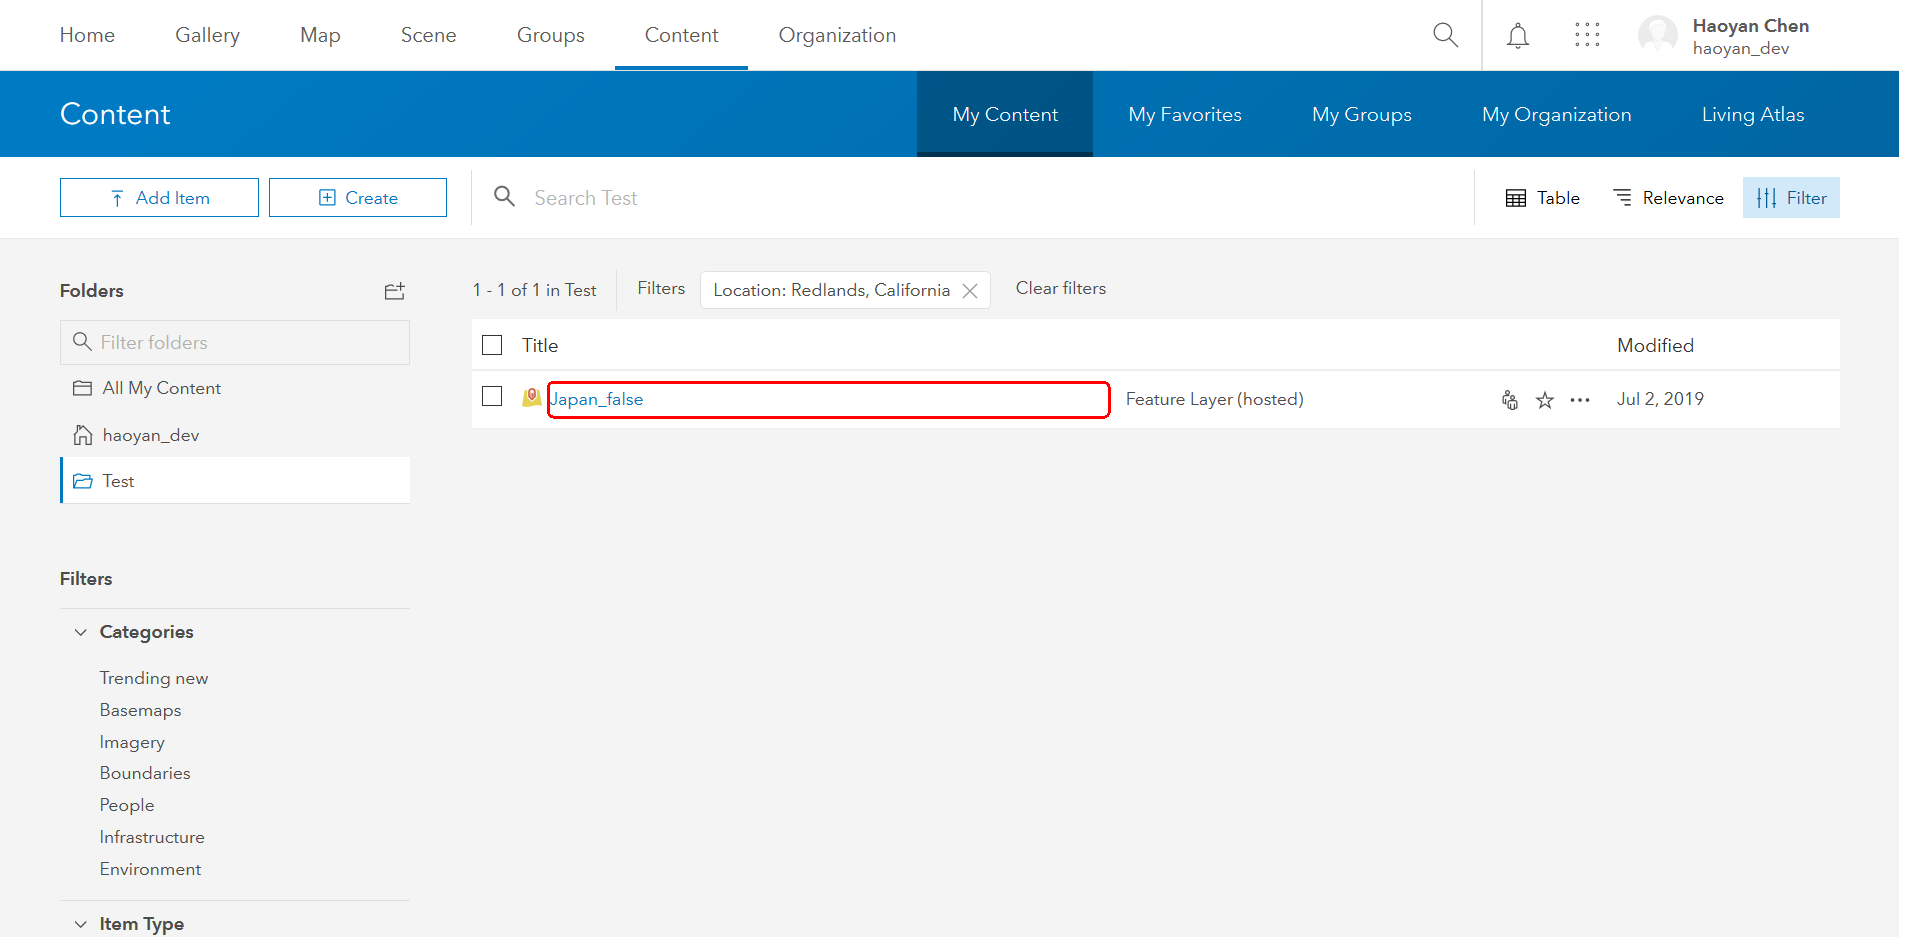 Home Gallery Map Scene Groups Content Organization
Haoyan Chen
haoyan_dev
Content
My Content My Favorites My Groups My Organization Living Atlas
Add Item Create Search Test Table Relevance Filter
Folders
Filter folders
All My Content
haoyan_dev
Test
1 - 1 of 1 in Test Filters Location: Redlands, California Clear filters
Title Modified
Japan_false Feature Layer (hosted) Jul 2, 2019
Filters
Categories
Trending new
Basemaps
Imagery
Boundaries
People
Infrastructure
Environment
Item Type